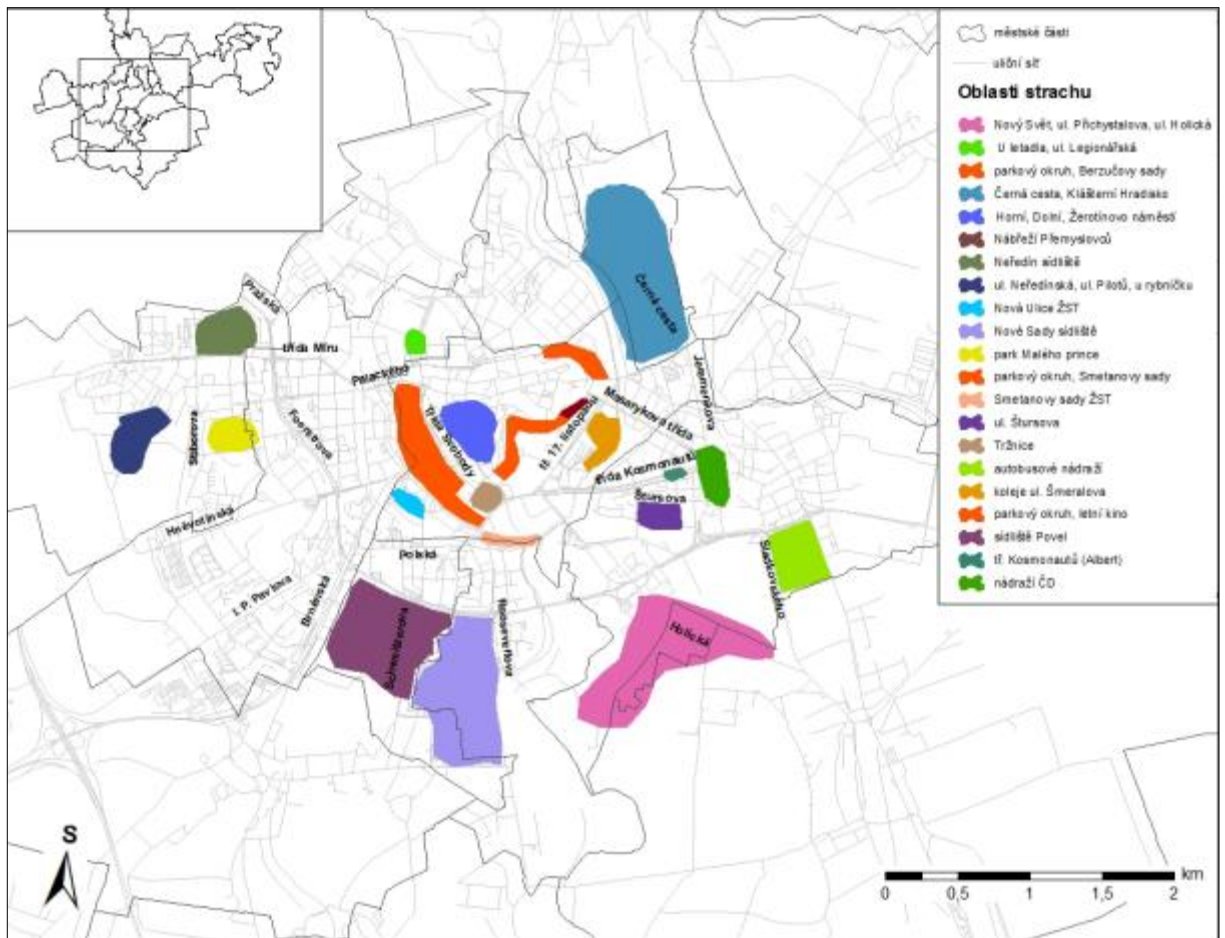 městské části
uliční síť
Oblasti strachu
Nový Svět, ul. Přichystalova, ul. Holická
U letadla, ul. Legionářská
parkový okruh, Berzučovy sady
Černá cesta, Klášterní Hradisko
Horní, Dolní, Žerotínovo náměstí
Nábřeží Přemyslovců
Neředín sídliště
ul. Neředínská, ul. Pilotů, u rybníčku
Nová Ulice ŽST
Nové Sady sídliště
park Malého prince
parkový okruh, Smetanovy sady
Smetanovy sady ŽST
ul. Štursova
Tržnice
autobusové nádraží
koleje ul. Šmeralova
parkový okruh, letní kino
sídliště Povel
tř. Kosmonautů (Albert)
nádraží ČD
Pražská
třída Míru
Palackého
Černá cesta
Jeremenkova
Masarykova třída
tř. 17. listopadu
Třída Svobody
Foerstrova
Stiborova
třída Kosmonautů
Štursova
Hněvotínská
Polská
I. P. Pavlova
Brněnská
Schweitzerova
Rooseveltova
Holická
Sladkovského
S
km
0 0,5 1 1,5 2